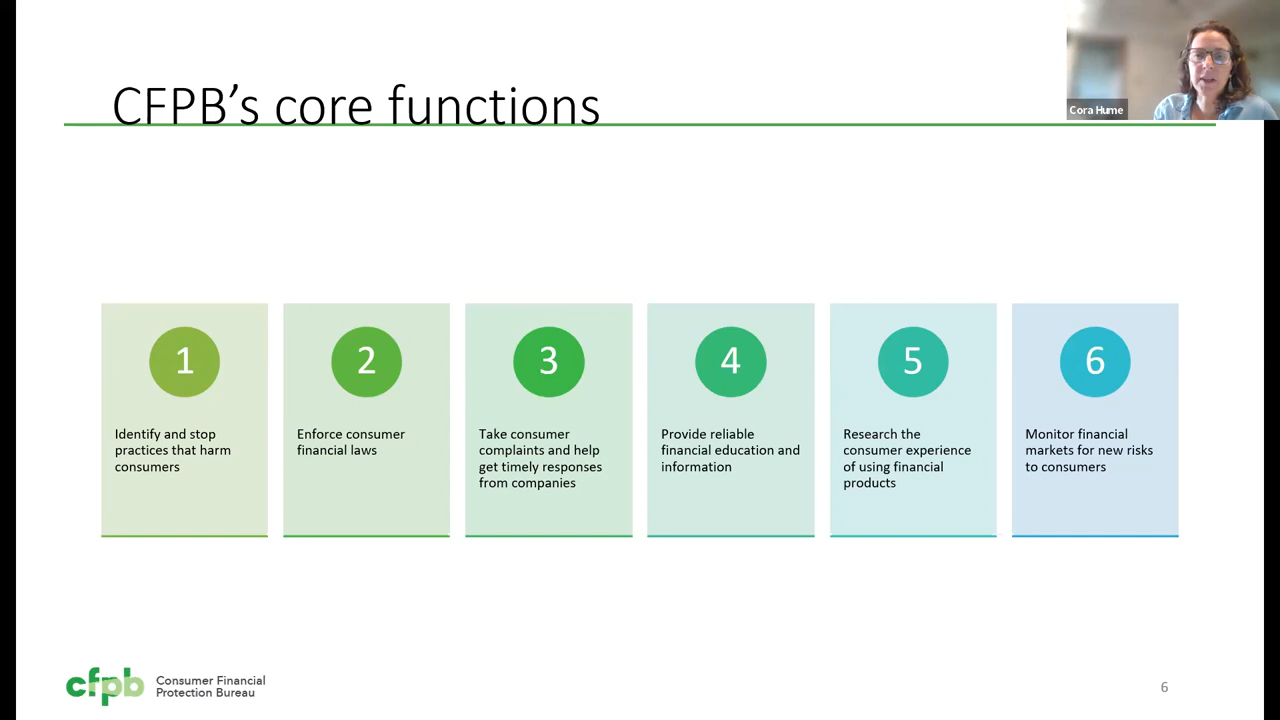 CFPB’s core functions
Cora Hume
1
Identify and stop
practices that harm
consumers
2
Enforce consumer
financial laws
3
Take consumer
complaints and help
get timely responses
from companies
4
Provide reliable
financial education and
information
5
Research the
consumer experience
of using financial
products
6
Monitor financial
markets for new risks
to consumers
cfpb
Consumer Financial
Protection Bureau
6